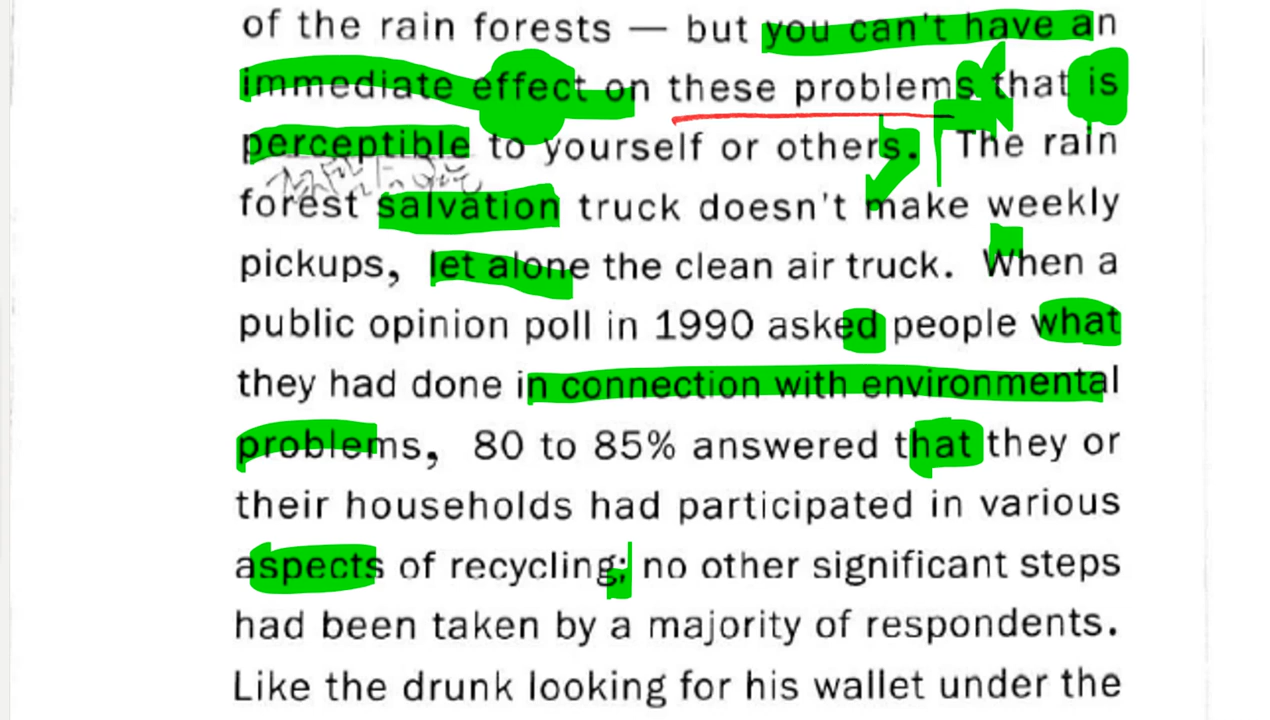 of the rain forests — but you can't have an
immediate effect on these problems that is
perceptible to yourself or others. The rain
forest salvation truck doesn't make weekly
pickups, let alone the clean air truck. When a
public opinion poll in 1990 asked people what
they had done in connection with environmental
problems, 80 to 85% answered that they or
their households had participated in various
aspects of recycling; no other significant steps
had been taken by a majority of respondents.
Like the drunk looking for his wallet under the